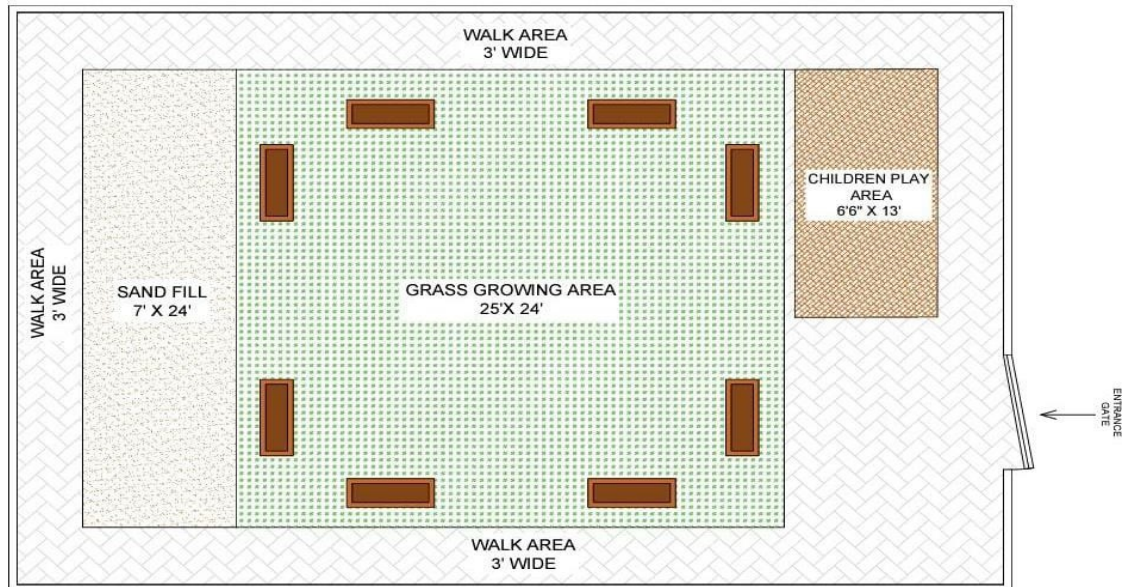 WALK AREA
3' WIDE
CHILDREN PLAY
AREA
6'6" X 13'
WALK AREA
3' WIDE
SAND FILL
7' X 24'
GRASS GROWING AREA
25'X 24'
ENTRANCE
GATE
WALK AREA
3' WIDE